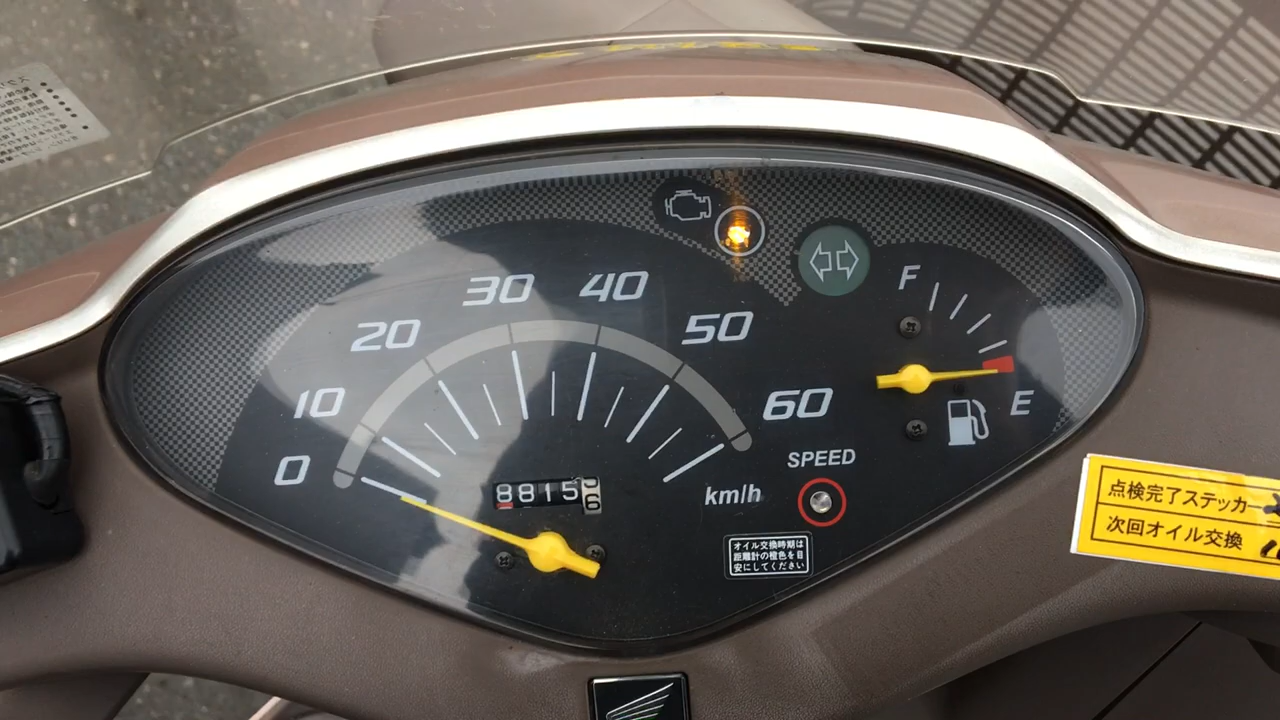 30 40
20 50
10 60
0
F
E
SPEED
km/h
8815
オイル交換時期は
距離計の橙色を目
安にしてください
点検完了ステッカー
次回オイル交換